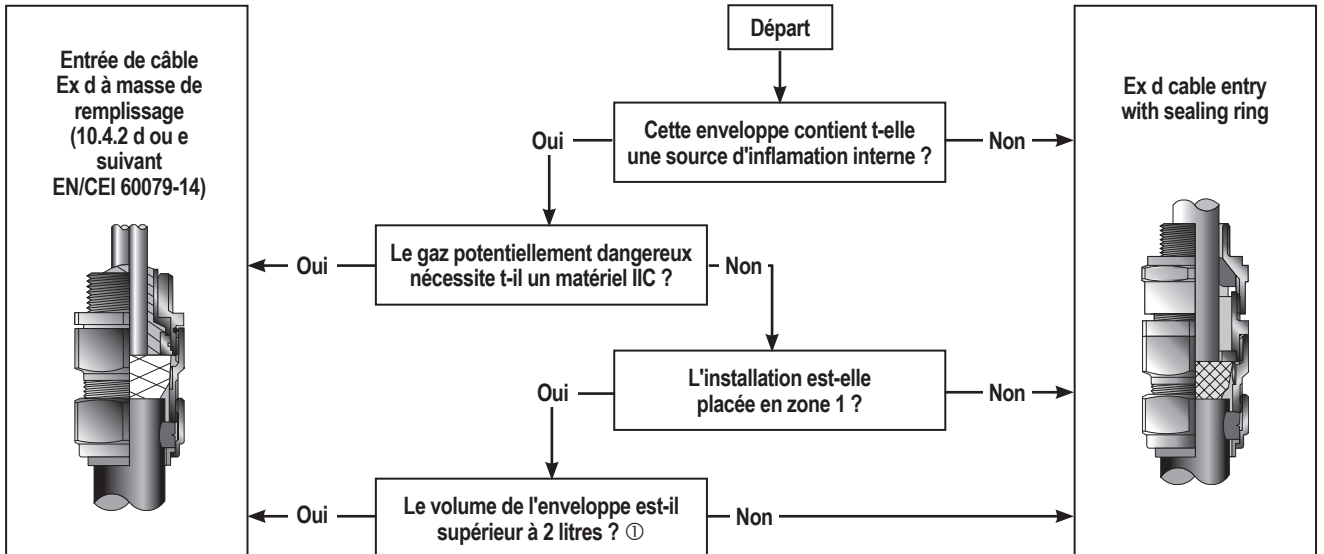 Départ
Entrée de câble
Ex d à masse de
remplissage
(10.4.2 d ou e
suivant
EN/CEI 60079-14)
Ex d cable entry
with sealing ring
Cette enveloppe contient t-elle
une source d'inflamation interne ?
Oui
Non
Le gaz potentiellement dangereux
nécessite t-il un matériel IIC ?
Oui
Non
L'installation est-elle
placée en zone 1 ?
Oui
Non
Le volume de l'enveloppe est-il
supérieur à 2 litres ? ①
Oui
Non